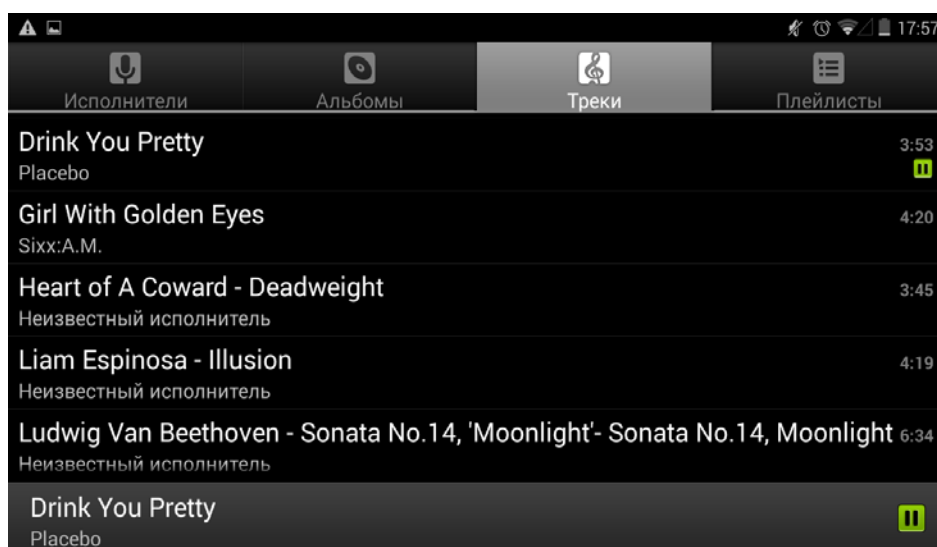 17:57
Исполнители Альбомы Треки Плейлисты
Drink You Pretty 3:53
Placebo
Girl With Golden Eyes 4:20
Sixx:A.M.
Heart of A Coward - Deadweight 3:45
Неизвестный исполнитель
Liam Espinosa - Illusion 4:19
Неизвестный исполнитель
Ludwig Van Beethoven - Sonata No.14, 'Moonlight'- Sonata No.14, Moonlight 6:34
Неизвестный исполнитель
Drink You Pretty
Placebo